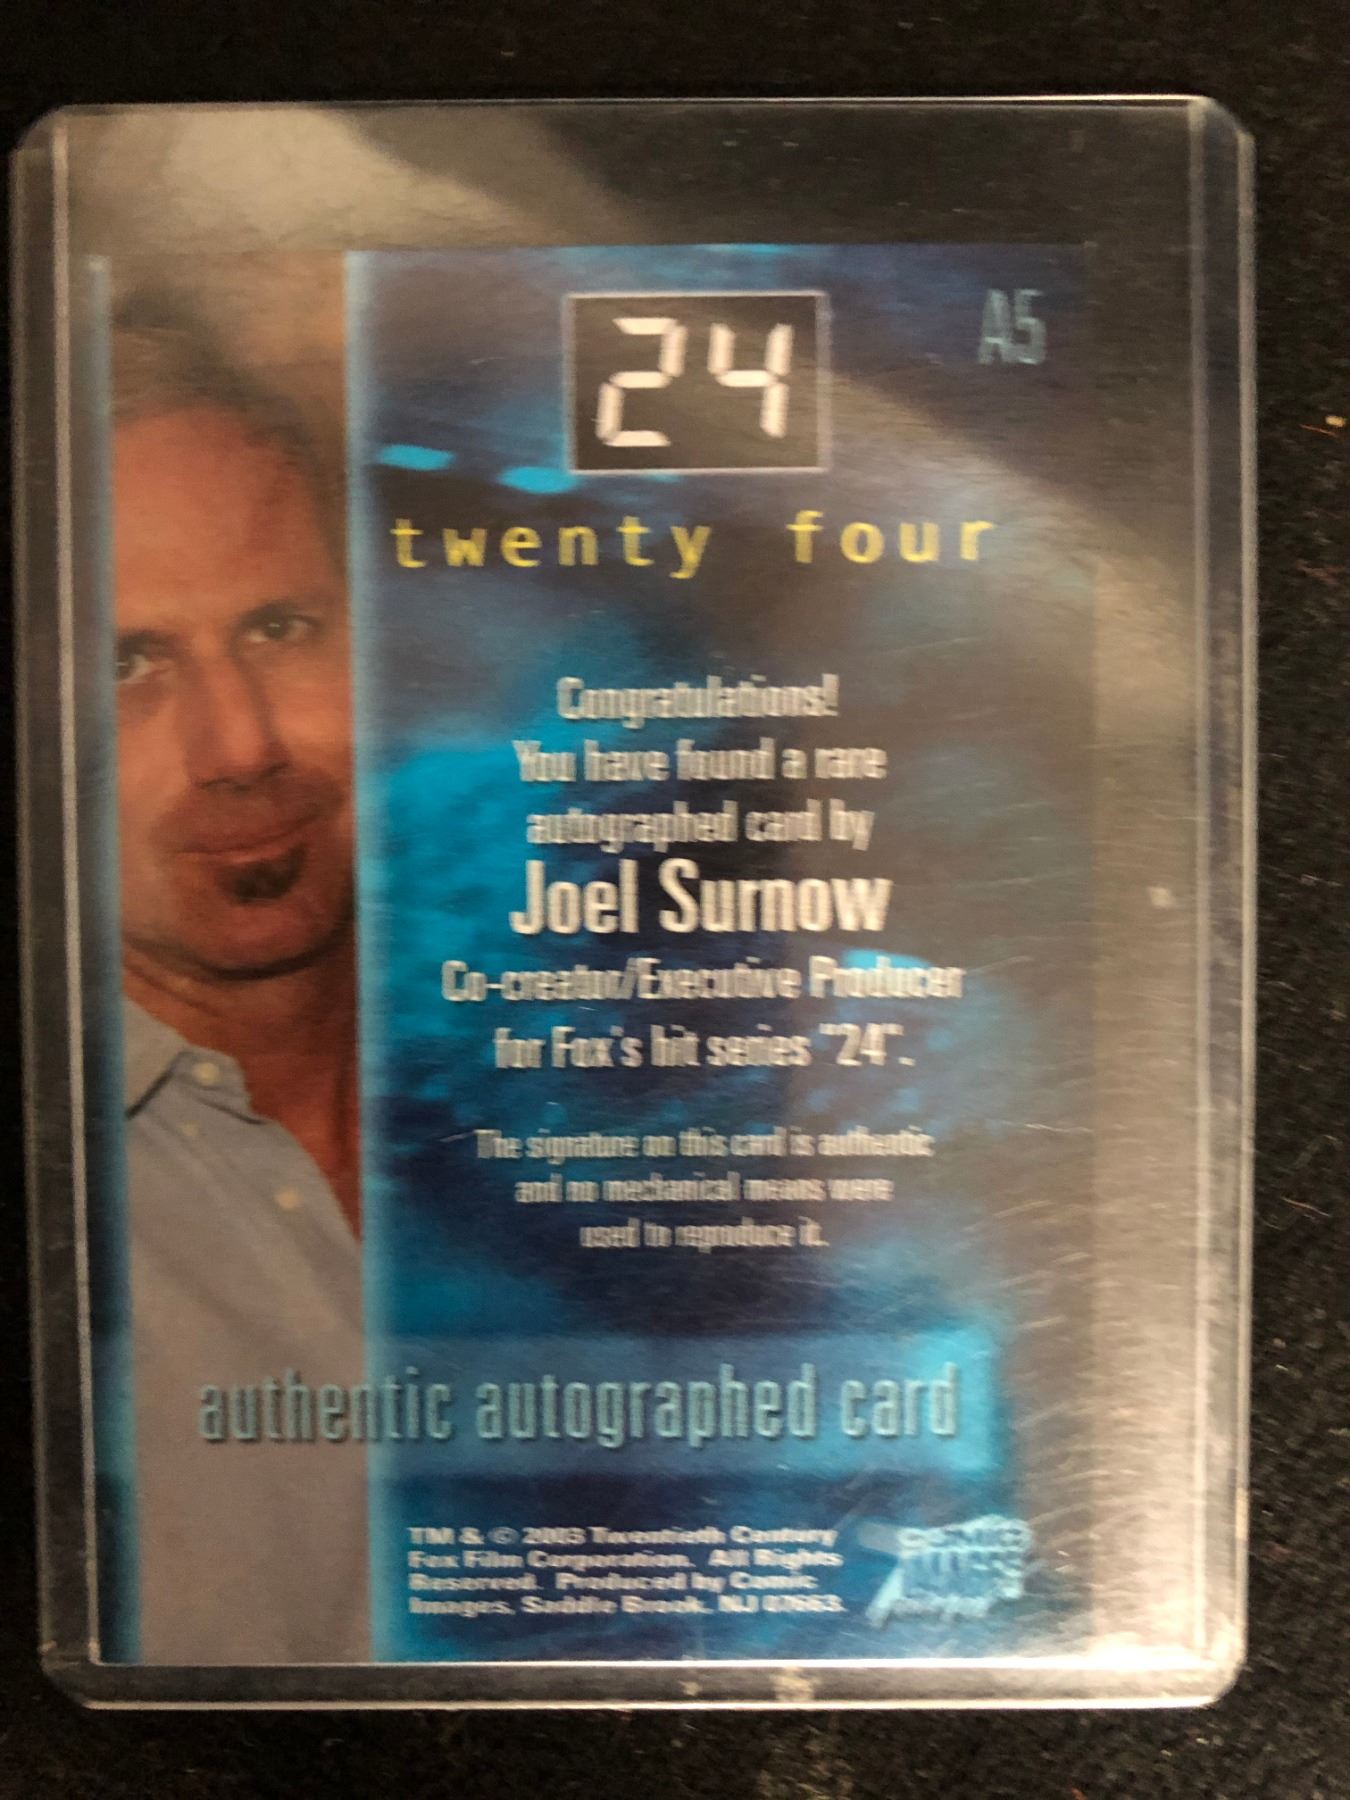 24
A5
twenty four
Congratulations!
You have found a rare
autographed card by
Joel Surnow
Co-creator/Executive Producer
for Fox's hit series "24".
The signature on this card is authentic
and no mechanical means were
used to reproduce it.
authentic autographed card
TM & © 2003 Twentieth Century
Fox Film Corporation. All Rights
Reserved. Produced by Comic
Images, Saddle Brook, NJ 07663.
COMIC
IMAGES